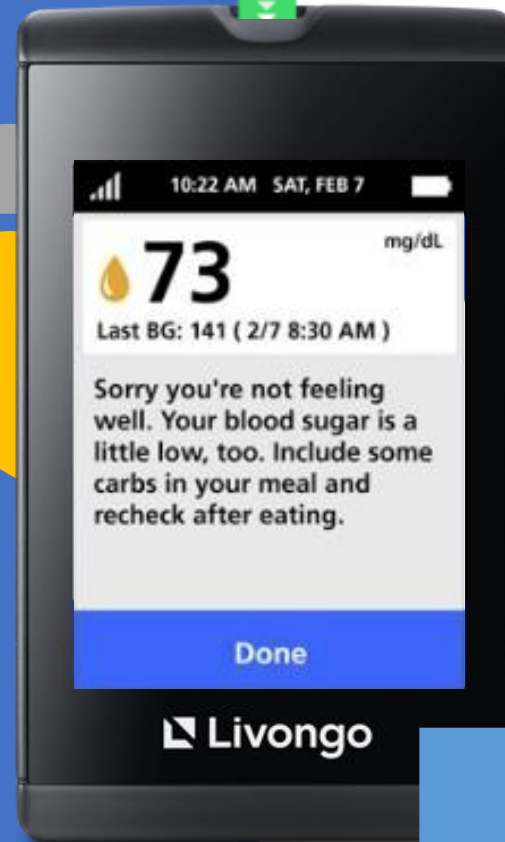 10:22 AM SAT, FEB 7
73 mg/dL
Last BG: 141 ( 2/7 8:30 AM )
Sorry you're not feeling
well. Your blood sugar is a
little low, too. Include some
carbs in your meal and
recheck after eating.
Done
Livongo